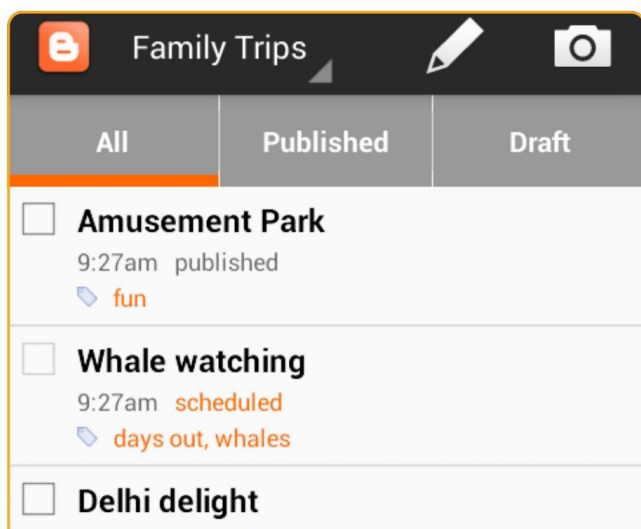 Family Trips
All Published Draft
Amusement Park
9:27am published
fun
Whale watching
9:27am scheduled
days out, whales
Delhi delight